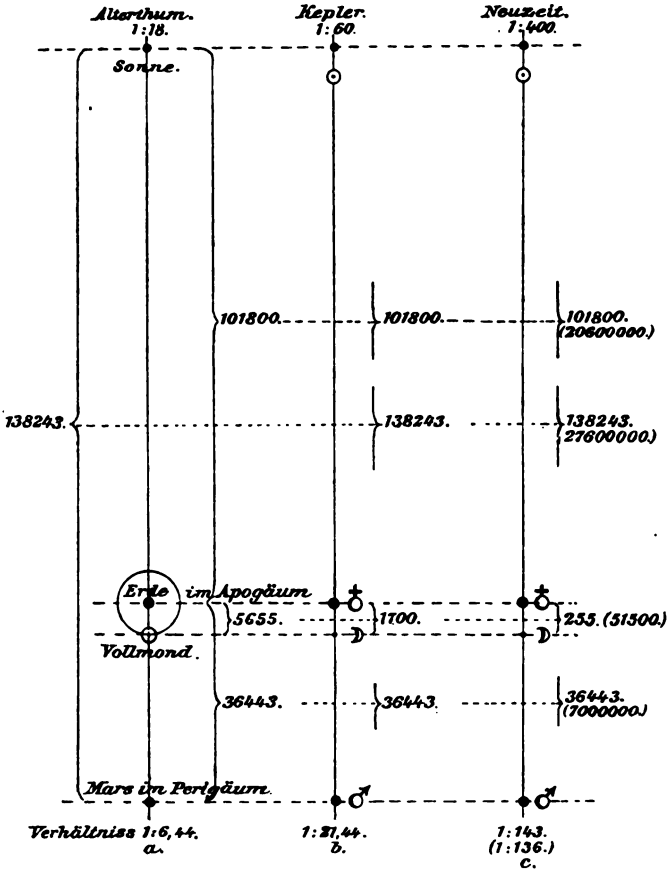 Alterthum. Kepler. Neuzeit.
1:18. 1:60. 1:400.
Sonne. ☉ ☉
101800. 101800. 101800.
(20600000.)
138243. 138243. 138243.
27600000.)
Erde im Apogäum ♁ ♁
5655. 1700. 255. (51500.)
Vollmond. ☽ ☽
36443. 36443. 36443.
(7000000.)
Mars im Perigäum. ♂ ♂
Verhältniss 1:6,44. 1:21,44. 1:143.
(1:136.)
a. b. c.